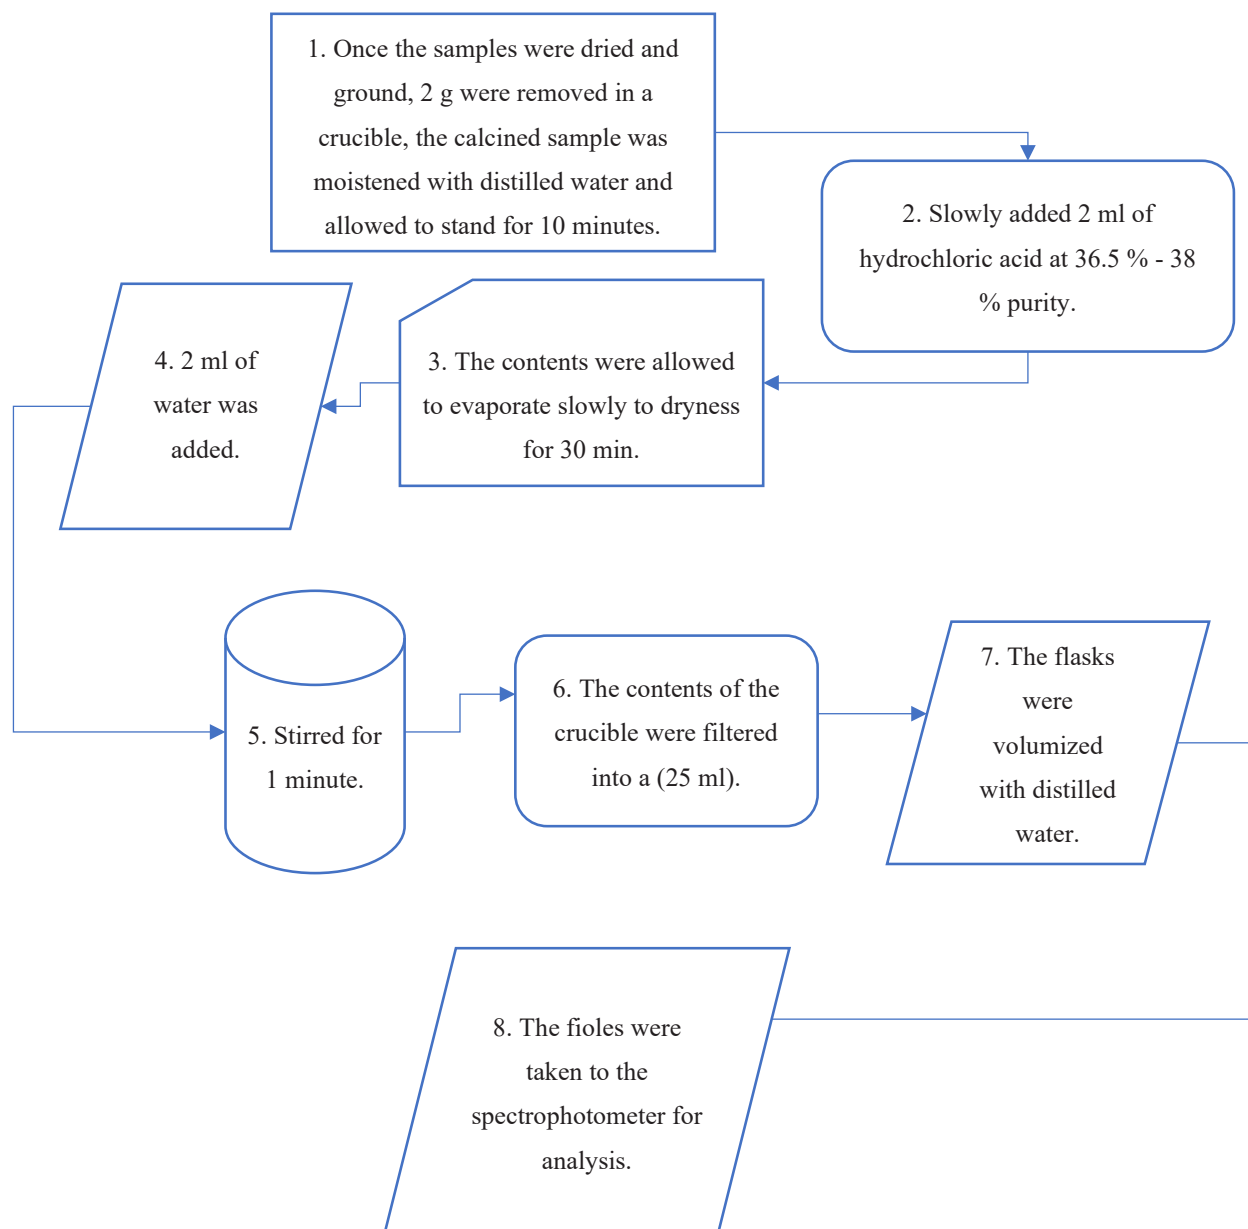 1. Once the samples were dried and
ground, 2 g were removed in a
crucible, the calcined sample was
moistened with distilled water and
allowed to stand for 10 minutes.
2. Slowly added 2 ml of
hydrochloric acid at 36.5 % - 38
% purity.
3. The contents were allowed
to evaporate slowly to dryness
for 30 min.
4. 2 ml of
water was
added.
5. Stirred for
1 minute.
6. The contents of the
crucible were filtered
into a (25 ml).
7. The flasks
were
volumized
with distilled
water.
8. The fioles were
taken to the
spectrophotometer for
analysis.